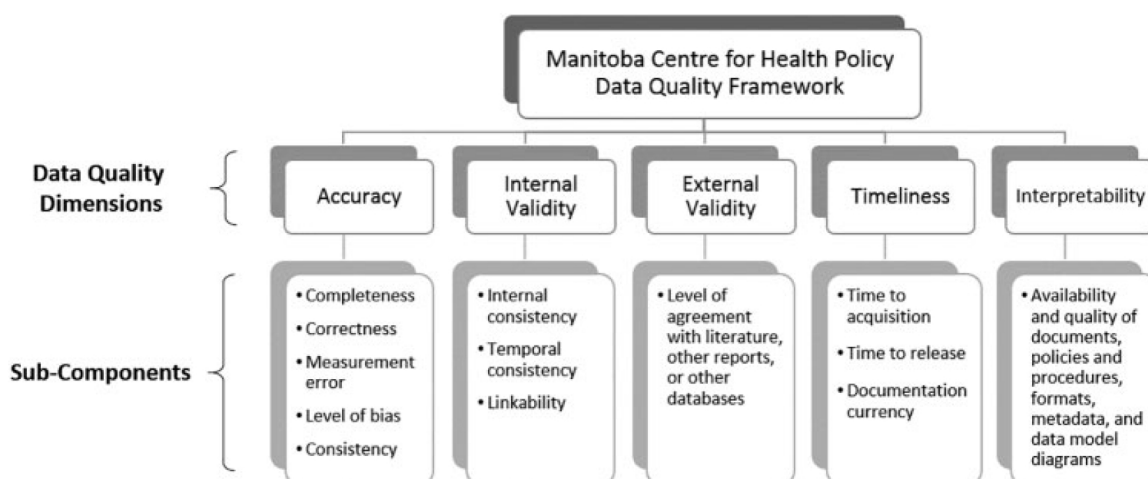 Manitoba Centre for Health Policy
Data Quality Framework
Data Quality
Dimensions
Accuracy
Internal
Validity
External
Validity
Timeliness
Interpretability
Sub-Components
• Completeness
• Correctness
• Measurement
error
• Level of bias
• Consistency
• Internal
consistency
• Temporal
consistency
• Linkability
• Level of
agreement
with literature,
other reports,
or other
databases
• Time to
acquisition
• Time to release
• Documentation
currency
• Availability
and quality of
documents,
policies and
procedures,
formats,
metadata, and
data model
diagrams